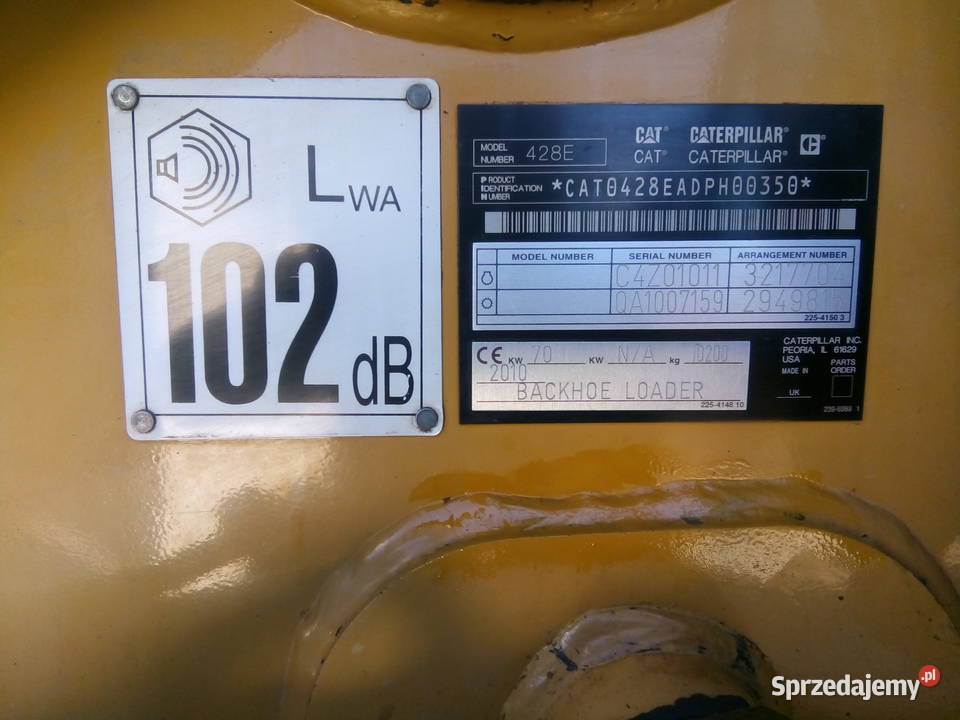 LWA
102 dB
MODEL NUMBER 428E
CAT® CATERPILLAR®
CAT® CATERPILLAR®
PRODUCT IDENTIFICATION NUMBER *CAT0428EADPH00350*
MODEL NUMBER SERIAL NUMBER ARRANGEMENT NUMBER
C4Z01011 3217704
QA1007159
225-4150 3
CE KW 70 KW N/A kg
2010
BACKHOE LOADER
225-4148 10
CATERPILLAR INC.
PEORIA, IL 61629
USA
MADE IN
UK
PARTS ORDER
Sprzedajemy.pl